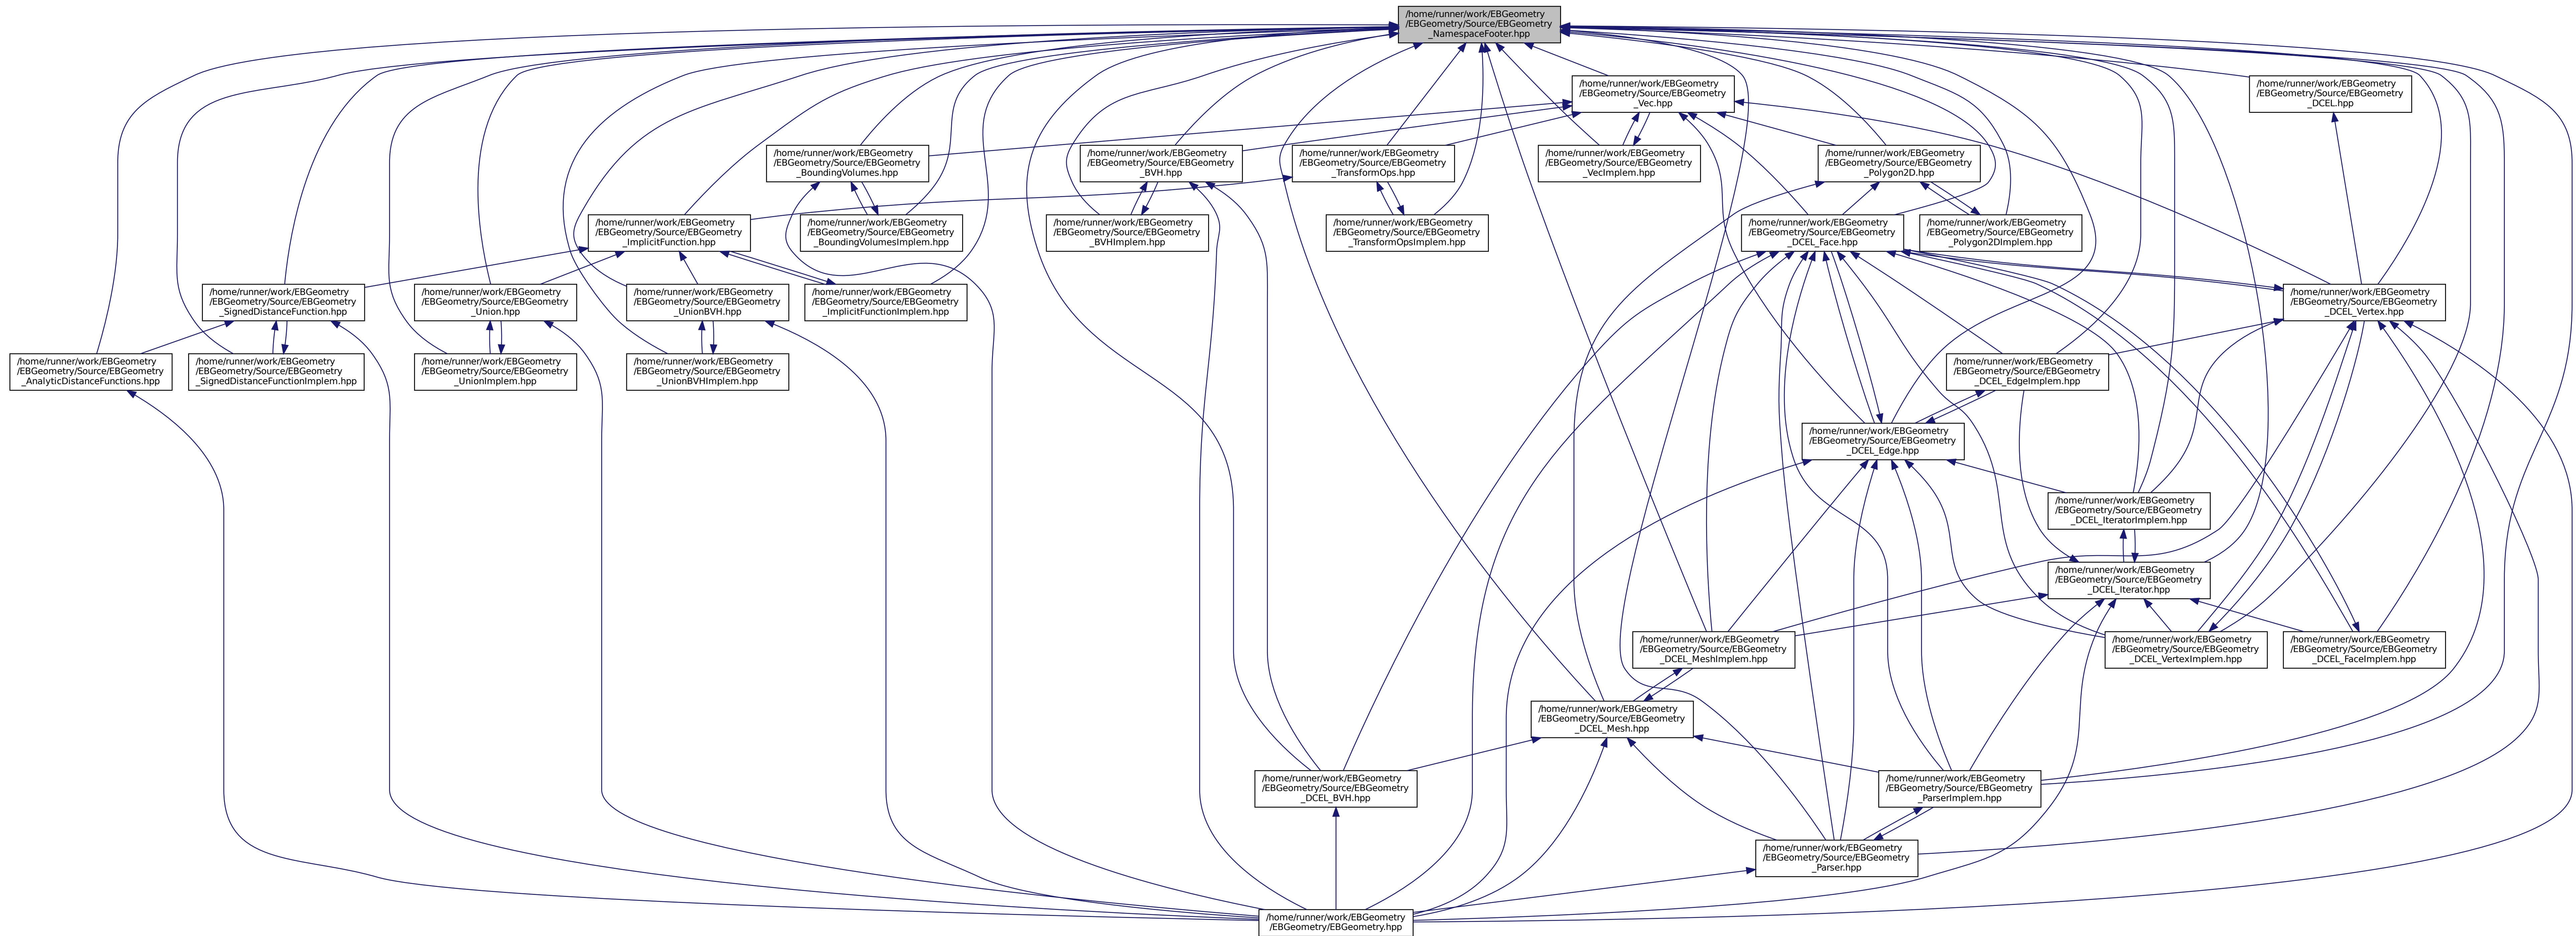 /home/runner/work/EBGeometry
/EBGeometry/Source/EBGeometry
_NamespaceFooter.hpp
/home/runner/work/EBGeometry
/EBGeometry/Source/EBGeometry
_Vec.hpp
/home/runner/work/EBGeometry
/EBGeometry/Source/EBGeometry
_DCEL.hpp
/home/runner/work/EBGeometry
/EBGeometry/Source/EBGeometry
_BoundingVolumes.hpp
/home/runner/work/EBGeometry
/EBGeometry/Source/EBGeometry
_BVH.hpp
/home/runner/work/EBGeometry
/EBGeometry/Source/EBGeometry
_TransformOps.hpp
/home/runner/work/EBGeometry
/EBGeometry/Source/EBGeometry
_VecImplem.hpp
/home/runner/work/EBGeometry
/EBGeometry/Source/EBGeometry
_Polygon2D.hpp
/home/runner/work/EBGeometry
/EBGeometry/Source/EBGeometry
_ImplicitFunction.hpp
/home/runner/work/EBGeometry
/EBGeometry/Source/EBGeometry
_BoundingVolumesImplem.hpp
/home/runner/work/EBGeometry
/EBGeometry/Source/EBGeometry
_BVHImplem.hpp
/home/runner/work/EBGeometry
/EBGeometry/Source/EBGeometry
_TransformOpsImplem.hpp
/home/runner/work/EBGeometry
/EBGeometry/Source/EBGeometry
_DCEL_Face.hpp
/home/runner/work/EBGeometry
/EBGeometry/Source/EBGeometry
_Polygon2DImplem.hpp
/home/runner/work/EBGeometry
/EBGeometry/Source/EBGeometry
_SignedDistanceFunction.hpp
/home/runner/work/EBGeometry
/EBGeometry/Source/EBGeometry
_Union.hpp
/home/runner/work/EBGeometry
/EBGeometry/Source/EBGeometry
_UnionBVH.hpp
/home/runner/work/EBGeometry
/EBGeometry/Source/EBGeometry
_ImplicitFunctionImplem.hpp
/home/runner/work/EBGeometry
/EBGeometry/Source/EBGeometry
_DCEL_Vertex.hpp
/home/runner/work/EBGeometry
/EBGeometry/Source/EBGeometry
_AnalyticDistanceFunctions.hpp
/home/runner/work/EBGeometry
/EBGeometry/Source/EBGeometry
_SignedDistanceFunctionImplem.hpp
/home/runner/work/EBGeometry
/EBGeometry/Source/EBGeometry
_UnionImplem.hpp
/home/runner/work/EBGeometry
/EBGeometry/Source/EBGeometry
_UnionBVHImplem.hpp
/home/runner/work/EBGeometry
/EBGeometry/Source/EBGeometry
_DCEL_EdgeImplem.hpp
/home/runner/work/EBGeometry
/EBGeometry/Source/EBGeometry
_DCEL_Edge.hpp
/home/runner/work/EBGeometry
/EBGeometry/Source/EBGeometry
_DCEL_IteratorImplem.hpp
/home/runner/work/EBGeometry
/EBGeometry/Source/EBGeometry
_DCEL_Iterator.hpp
/home/runner/work/EBGeometry
/EBGeometry/Source/EBGeometry
_DCEL_MeshImplem.hpp
/home/runner/work/EBGeometry
/EBGeometry/Source/EBGeometry
_DCEL_VertexImplem.hpp
/home/runner/work/EBGeometry
/EBGeometry/Source/EBGeometry
_DCEL_FaceImplem.hpp
/home/runner/work/EBGeometry
/EBGeometry/Source/EBGeometry
_DCEL_Mesh.hpp
/home/runner/work/EBGeometry
/EBGeometry/Source/EBGeometry
_DCEL_BVH.hpp
/home/runner/work/EBGeometry
/EBGeometry/Source/EBGeometry
_ParserImplem.hpp
/home/runner/work/EBGeometry
/EBGeometry/Source/EBGeometry
_Parser.hpp
/home/runner/work/EBGeometry
/EBGeometry/EBGeometry.hpp